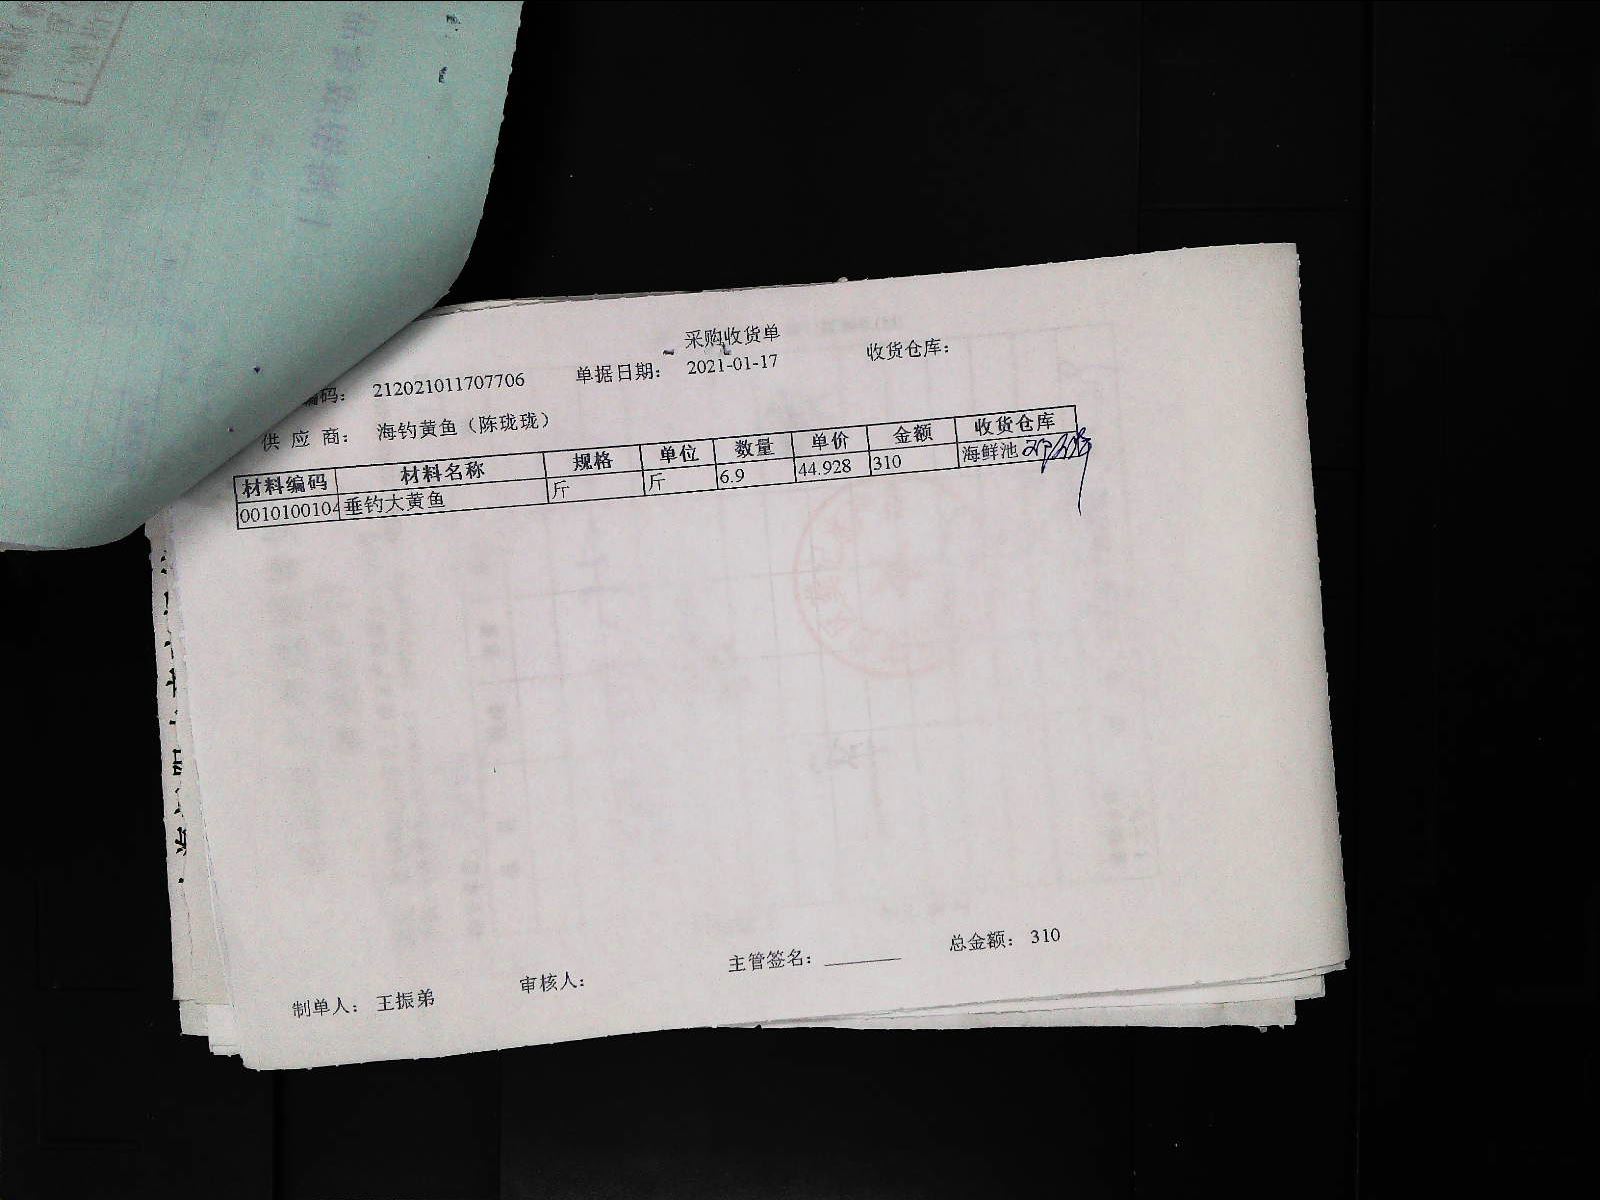 采购收货单
编码： 212021011707706 单据日期： 2021-01-17 收货仓库：
供 应 商： 海钓黄鱼（陈珑珑）
材料编码 材料名称 规格 单位 数量 单价 金额 收货仓库
0010100104 垂钓大黄鱼 斤 斤 6.9 44.928 310 海鲜池
制单人： 王振弟 审核人： 主管签名： 总金额： 310